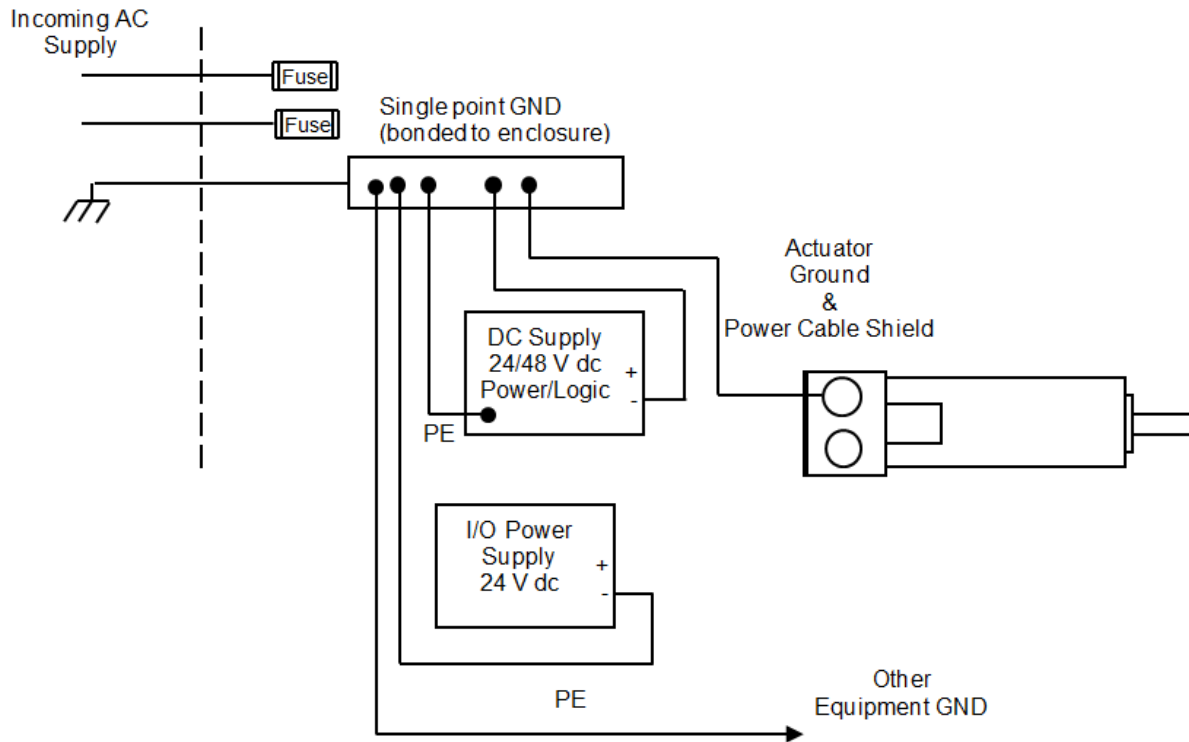 Incoming AC
Supply
Fuse
Fuse
Single point GND
(bonded to enclosure)
Actuator
Ground
&
Power Cable Shield
DC Supply
24/48 V dc
Power/Logic
+
-
PE
I/O Power
Supply
24 V dc
+
-
PE
Other
Equipment GND